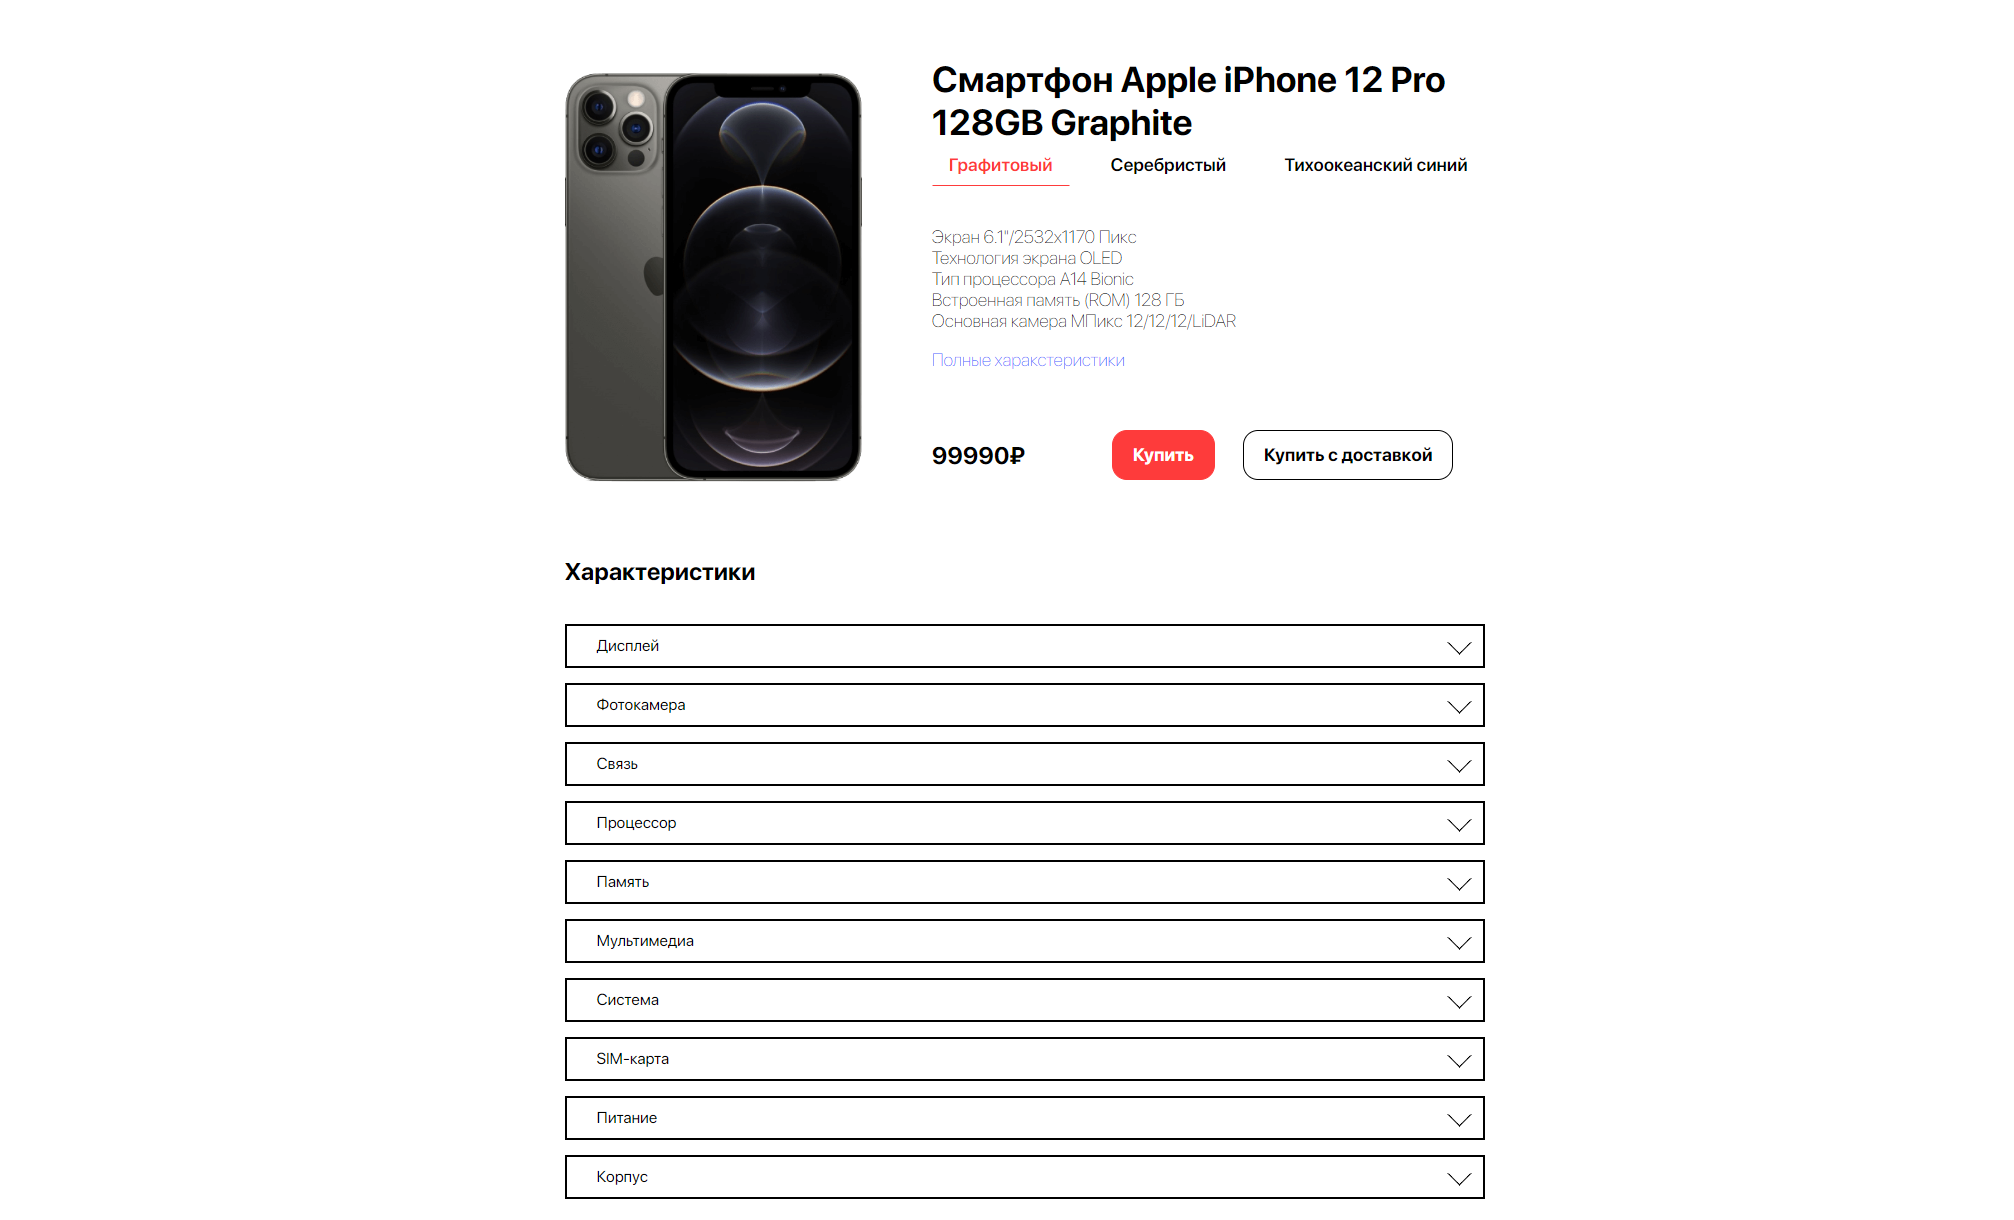 Смартфон Apple iPhone 12 Pro
128GB Graphite
Графитовый Серебристый Тихоокеанский синий
Экран 6.1"/2532x1170 Пикс
Технология экрана OLED
Тип процессора A14 Bionic
Встроенная память (ROM) 128 ГБ
Основная камера МПикс 12/12/12/LiDAR
Полные харакстеристики
99990₽ Купить Купить с доставкой
Характеристики
Дисплей
Фотокамера
Связь
Процессор
Память
Мультимедиа
Система
SIM-карта
Питание
Корпус